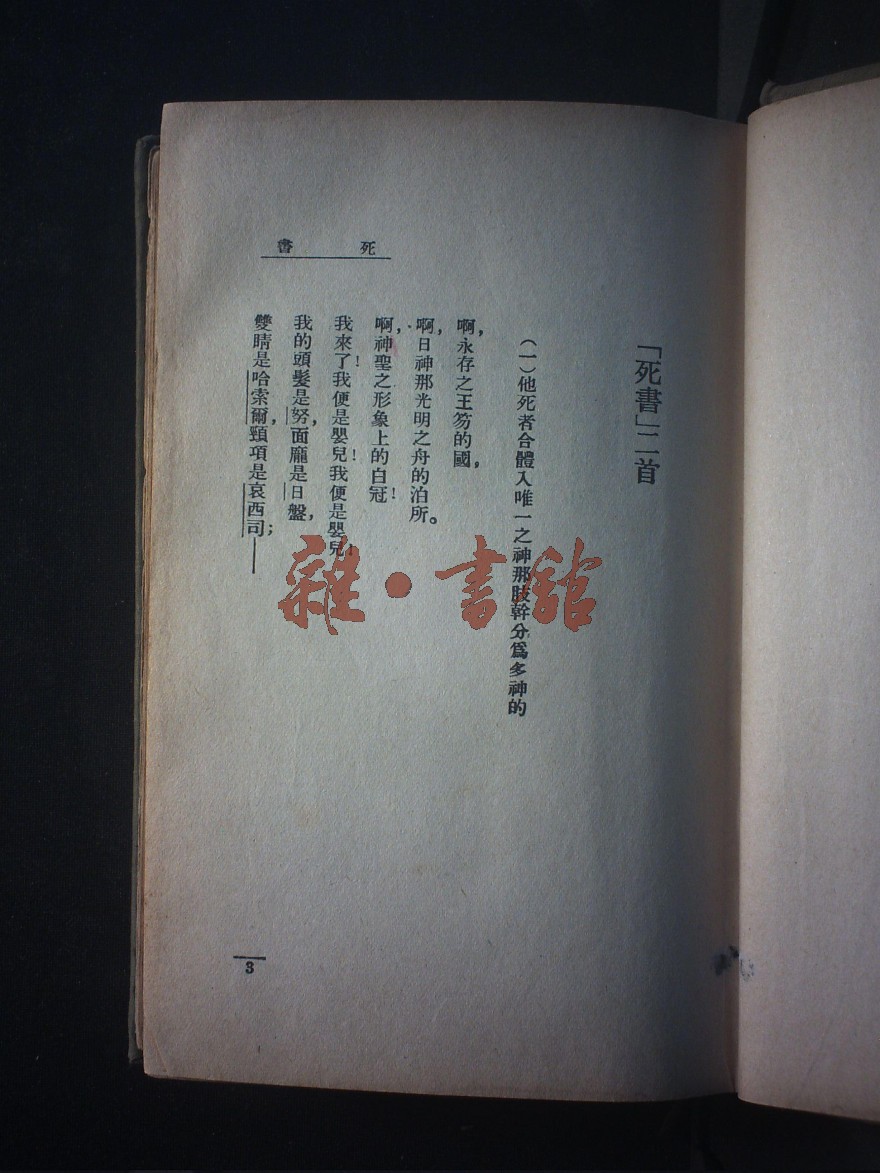 死書
「死書」二首
(一)他死者合體入唯一之神那肢幹分爲多神的
啊,永存之王笏的國,
啊,日神那光明之舟的泊所。
啊,神聖之形象上的白冠!
我來了!我便是嬰兒!我便是嬰兒!
我的頭髮是努,面龐是日盤,
雙睛是哈索爾,頸項是哀西司;——
3
雜·書館